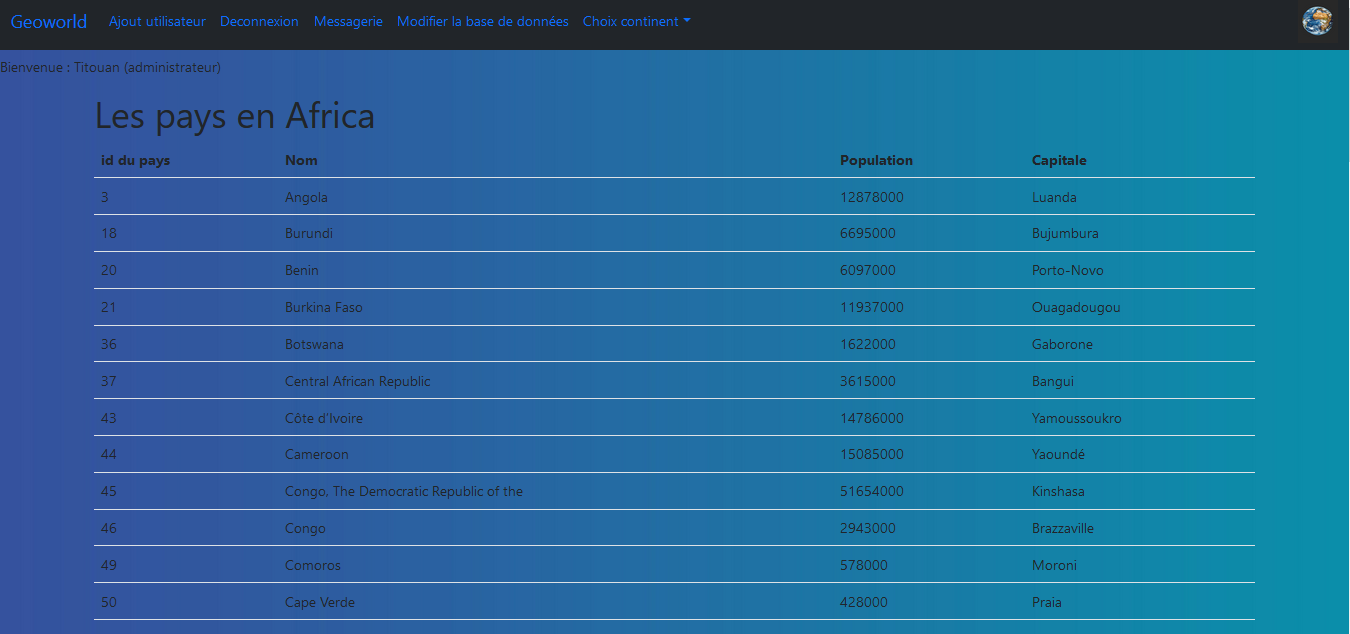 Geoworld Ajout utilisateur Deconnexion Messagerie Modifier la base de données Choix continent
Bienvenue : Titouan (administrateur)
Les pays en Africa
id du pays Nom Population Capitale
3 Angola 12878000 Luanda
18 Burundi 6695000 Bujumbura
20 Benin 6097000 Porto-Novo
21 Burkina Faso 11937000 Ouagadougou
36 Botswana 1622000 Gaborone
37 Central African Republic 3615000 Bangui
43 Côte d'Ivoire 14786000 Yamoussoukro
44 Cameroon 15085000 Yaoundé
45 Congo, The Democratic Republic of the 51654000 Kinshasa
46 Congo 2943000 Brazzaville
49 Comoros 578000 Moroni
50 Cape Verde 428000 Praia